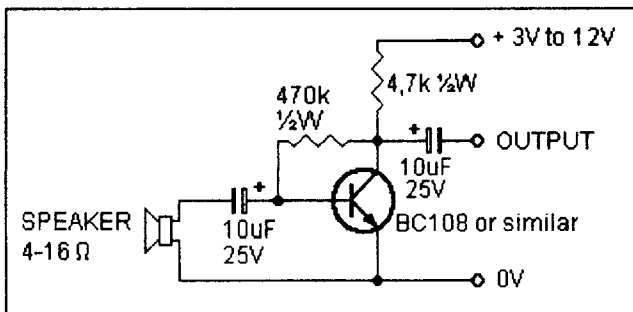 + 3V to 12V
4,7k ½W
470k
½W
+
OUTPUT
10uF
25V
+
BC108 or similar
SPEAKER
4-16 Ω
10uF
25V
0V